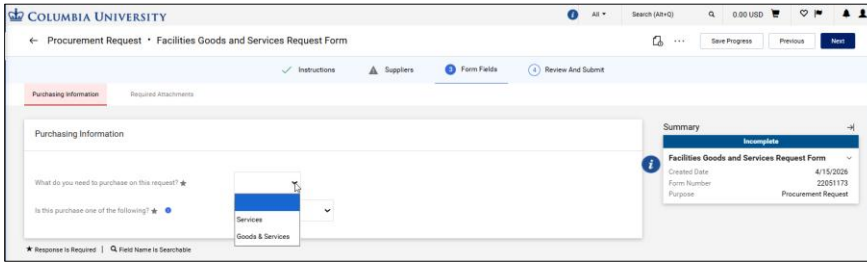 COLUMBIA UNIVERSITY
All
Search (Alt+Q)
0.00 USD
Procurement Request • Facilities Goods and Services Request Form
Save Progress
Previous
Next
Instructions
Suppliers
3 Form Fields
4 Review And Submit
Purchasing Information
Required Attachments
Purchasing Information
What do you need to purchase on this request? ★
Is this purchase one of the following? ★
Services
Goods & Services
★ Response Is Required | Field Name Is Searchable
Summary
Incomplete
Facilities Goods and Services Request Form
Created Date 4/15/2026
Form Number 22051173
Purpose Procurement Request